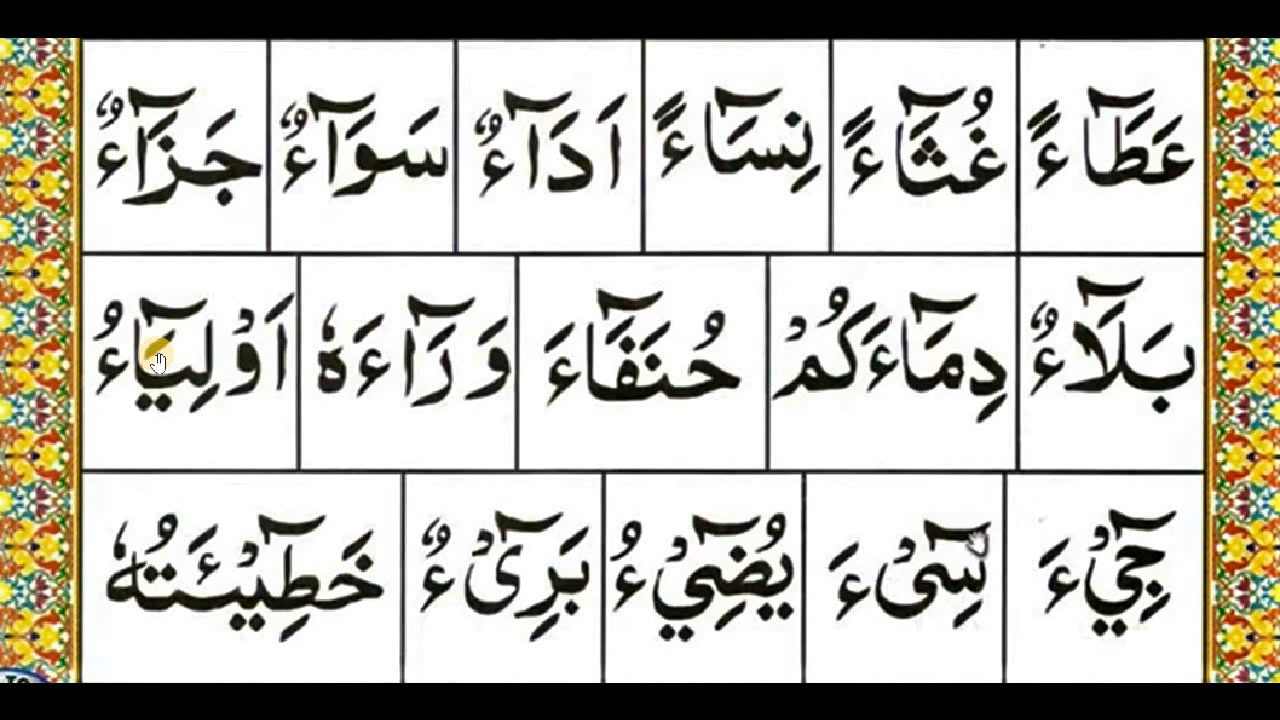 عَطَآءً غُثَآءً نِسَآءً اَدَآءٌ سَوَآءٌ جَزَآءٌ
بَلَآءٌ دِمَآءَكُمْ حُنَفَآءَ وَرَآءَهٗ اَوْلِيَآءُ
جِيْٓءَ سِیْٓءَ يُضِيْٓءُ بَرِیْٓءٌ خَطِيْٓـَٔتُهٗ